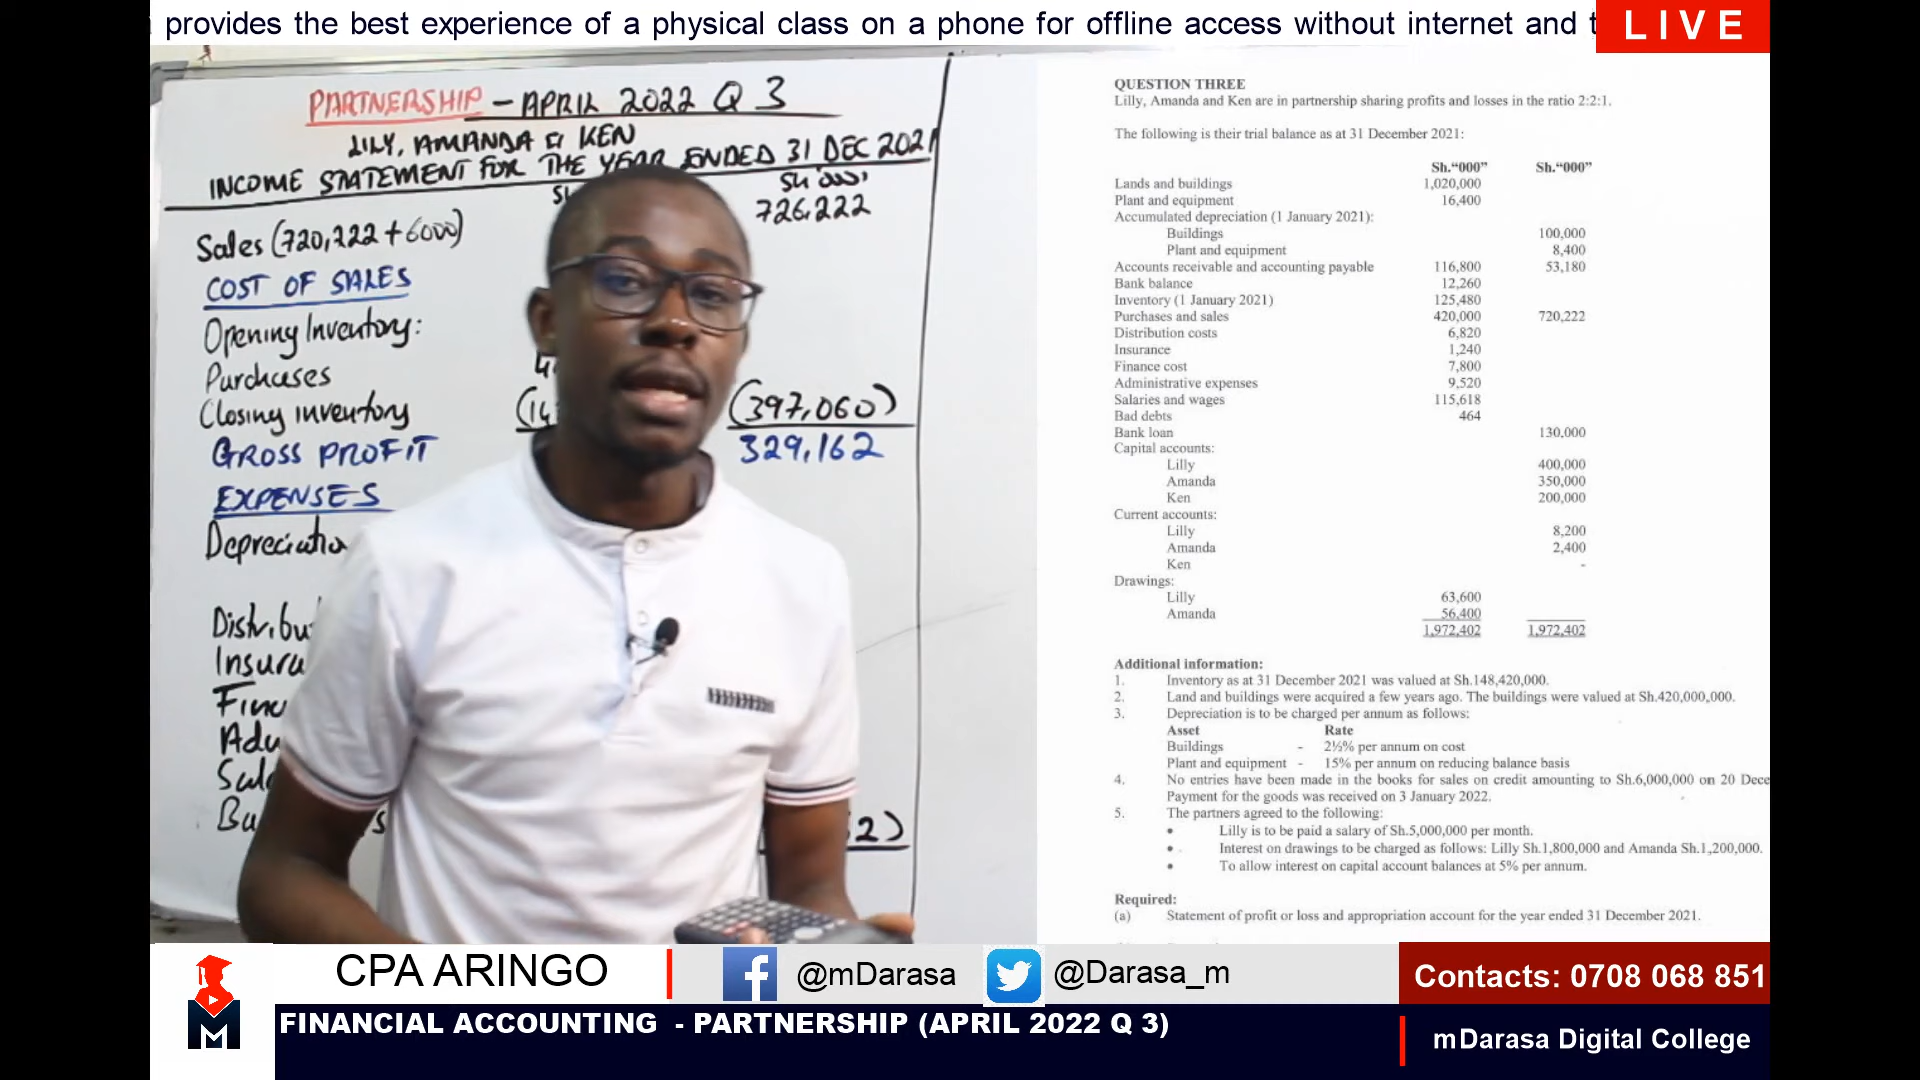 provides the best experience of a physical class on a phone for offline access without internet and
LIVE
PARTNERSHIP - APRIL 2022 Q 3
LILY, AMANDA & KEN
INCOME STATEMENT FOR THE YEAR ENDED 31 DEC 2021
Sh '000'
Sales (720,222 + 6000) 726,222
COST OF SALES
Opening Inventory:
Purchases
Closing inventory (14 (397,060)
GROSS PROFIT 329,162
EXPENSES
Depreciatio
Distribu
Insura
Fin
Ad
Sal
2)
QUESTION THREE
Lilly, Amanda and Ken are in partnership sharing profits and losses in the ratio 2:2:1.
The following is their trial balance as at 31 December 2021:
Sh."000" Sh."000"
Lands and buildings 1,020,000
Plant and equipment 16,400
Accumulated depreciation (1 January 2021):
Buildings 100,000
Plant and equipment 8,400
Accounts receivable and accounting payable 116,800 53,180
Bank balance 12,260
Inventory (1 January 2021) 125,480
Purchases and sales 420,000 720,222
Distribution costs 6,820
Insurance 1,240
Finance cost 7,800
Administrative expenses 9,520
Salaries and wages 115,618
Bad debts 464
Bank loan 130,000
Capital accounts:
Lilly 400,000
Amanda 350,000
Ken 200,000
Current accounts:
Lilly 8,200
Amanda 2,400
Ken -
Drawings:
Lilly 63,600
Amanda 56,400
1,972,402 1,972,402
Additional information:
1. Inventory as at 31 December 2021 was valued at Sh.148,420,000.
2. Land and buildings were acquired a few years ago. The buildings were valued at Sh.420,000,000.
3. Depreciation is to be charged per annum as follows:
Asset Rate
Buildings - 2½% per annum on cost
Plant and equipment - 15% per annum on reducing balance basis
4. No entries have been made in the books for sales on credit amounting to Sh.6,000,000 on 20 Dece
Payment for the goods was received on 3 January 2022.
5. The partners agreed to the following:
• Lilly is to be paid a salary of Sh.5,000,000 per month.
• Interest on drawings to be charged as follows: Lilly Sh.1,800,000 and Amanda Sh.1,200,000.
• To allow interest on capital account balances at 5% per annum.
Required:
(a) Statement of profit or loss and appropriation account for the year ended 31 December 2021.
CPA ARINGO @mDarasa @Darasa_m Contacts: 0708 068 851
M
FINANCIAL ACCOUNTING - PARTNERSHIP (APRIL 2022 Q 3)
mDarasa Digital College